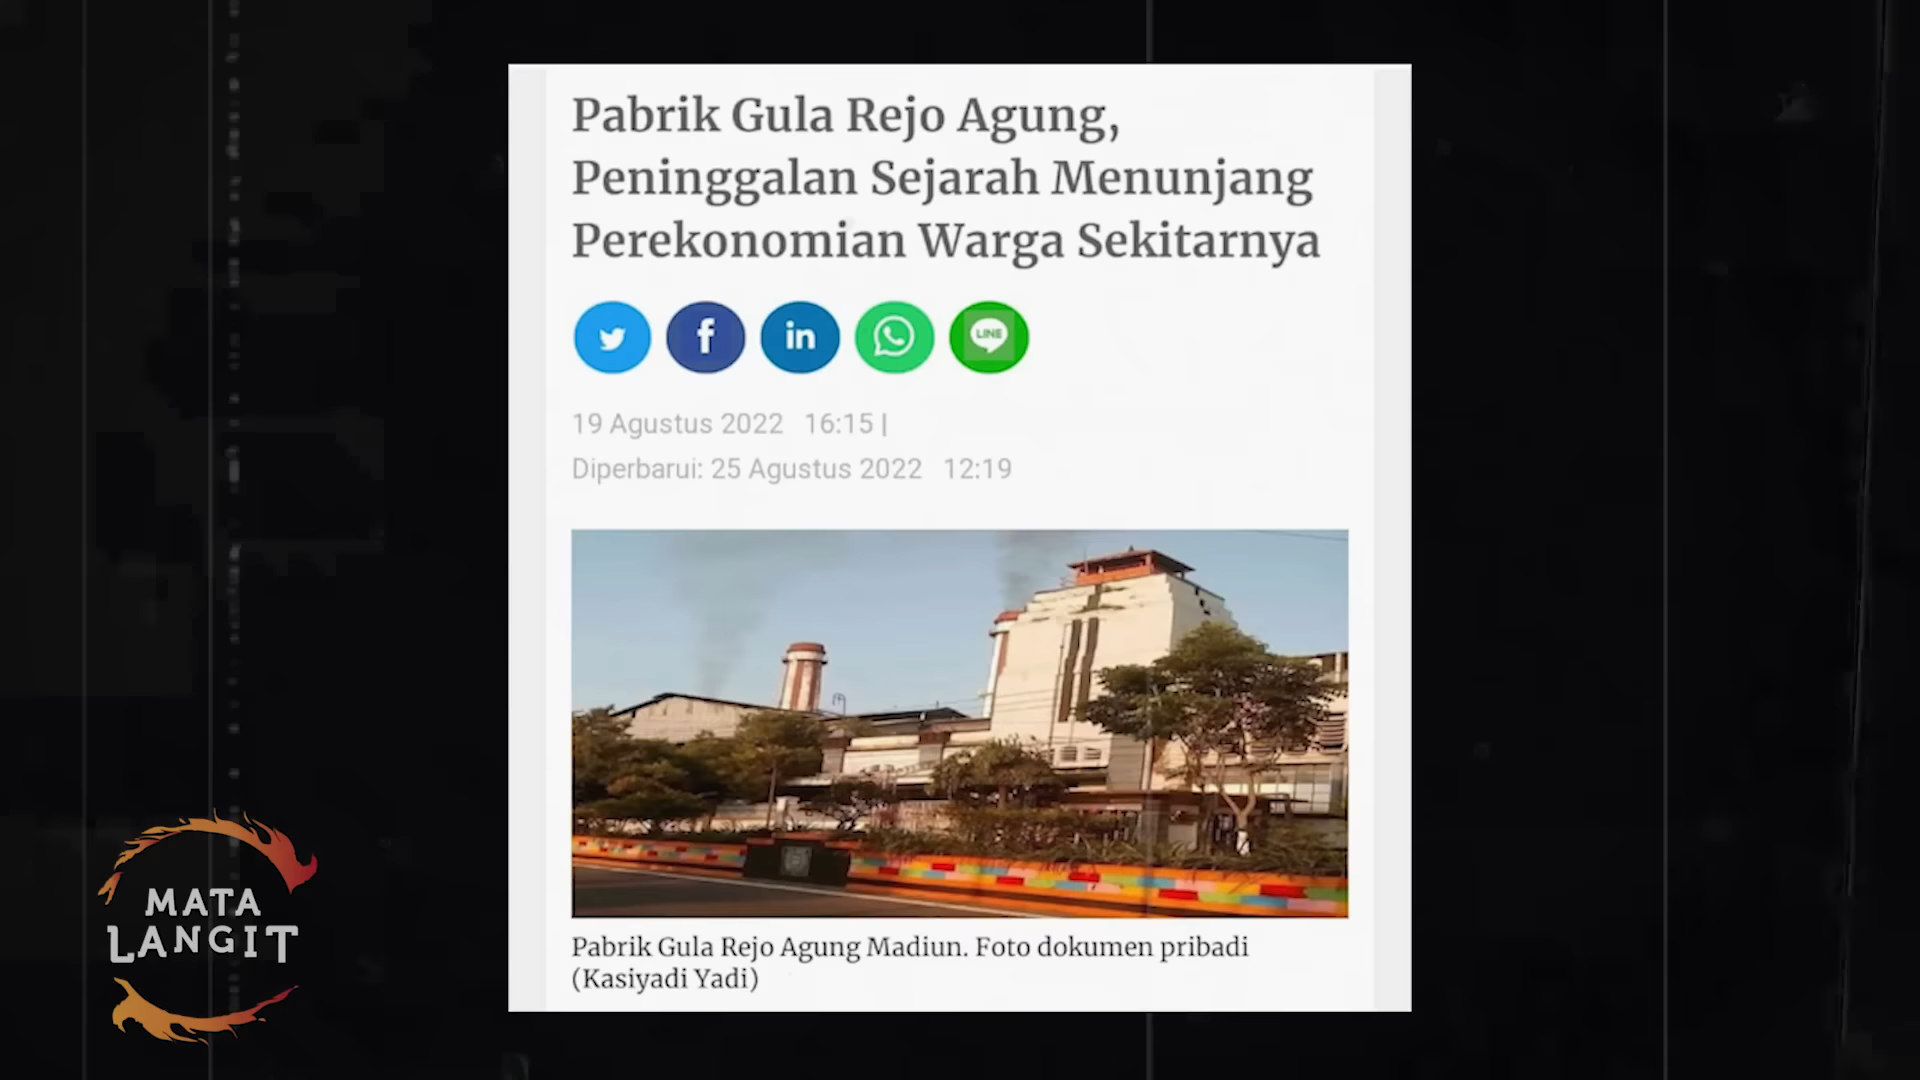 Pabrik Gula Rejo Agung,
Peninggalan Sejarah Menunjang
Perekonomian Warga Sekitarnya
f
in
LINE
19 Agustus 2022 16:15 |
Diperbarui: 25 Agustus 2022 12:19
Pabrik Gula Rejo Agung Madiun. Foto dokumen pribadi
(Kasiyadi Yadi)
MATA
LANGIT